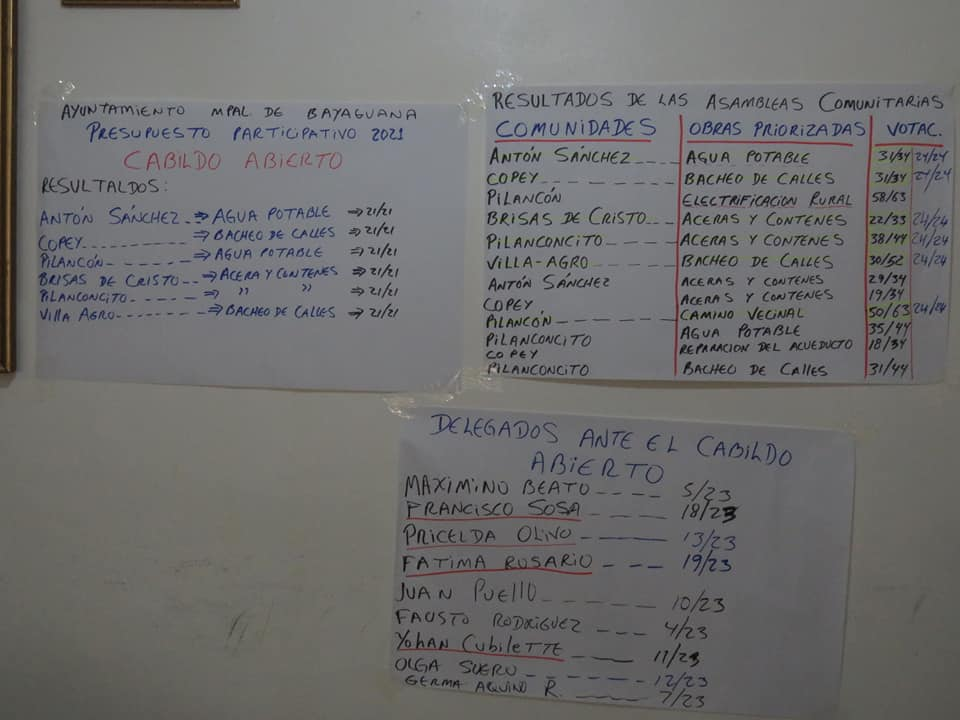 AYUNTAMIENTO MPAL DE BAYAGUANA
PRESUPUESTO PARTICIPATIVO 2021
CABILDO ABIERTO
RESULTALDOS:
ANTÓN SÁNCHEZ ⇒ AGUA POTABLE ⇒ 21/21
COPEY ⇒ BACHEO DE CALLES ⇒ 21/21
PILANCÓN ⇒ AGUA POTABLE ⇒ 21/21
BRISAS DE CRISTO ⇒ ACERA Y CONTENES ⇒ 21/21
PILANCONCITO ⇒ " " ⇒ 21/21
VILLA AGRO ⇒ BACHEO DE CALLES ⇒ 21/21
RESULTADOS DE LAS ASAMBLEAS COMUNITARIAS
COMUNIDADES OBRAS PRIORIZADAS VOTAC.
ANTÓN SÁNCHEZ AGUA POTABLE 31/34 24/24
COPEY BACHEO DE CALLES 31/34 24/24
PILANCÓN ELECTRIFICACION RURAL 58/63
BRISAS DE CRISTO ACERAS Y CONTENES 22/33 24/24
PILANCONCITO ACERAS Y CONTENES 38/44 24/24
VILLA-AGRO BACHEO DE CALLES 30/52 24/24
ANTÓN SÁNCHEZ ACERAS Y CONTENES 29/34
COPEY ACERAS Y CONTENES 19/34
PILANCÓN CAMINO VECINAL 50/63 24/24
PILANCONCITO AGUA POTABLE 35/44
COPEY REPARACION DEL ACUEDUCTO 18/34
PILANCONCITO BACHEO DE CALLES 31/44
DELEGADOS ANTE EL CABILDO
ABIERTO
MAXIMINO BEATO 5/23
FRANCISCO SOSA 18/23
PRICELDA OLIVO 13/23
FATIMA ROSARIO 19/23
JUAN PUELLO 10/23
FAUSTO RODRIGUEZ 4/23
YOHAN CUBILETTE 17/23
OLGA SUERO 12/23
GERMA AQUINO R. 7/23